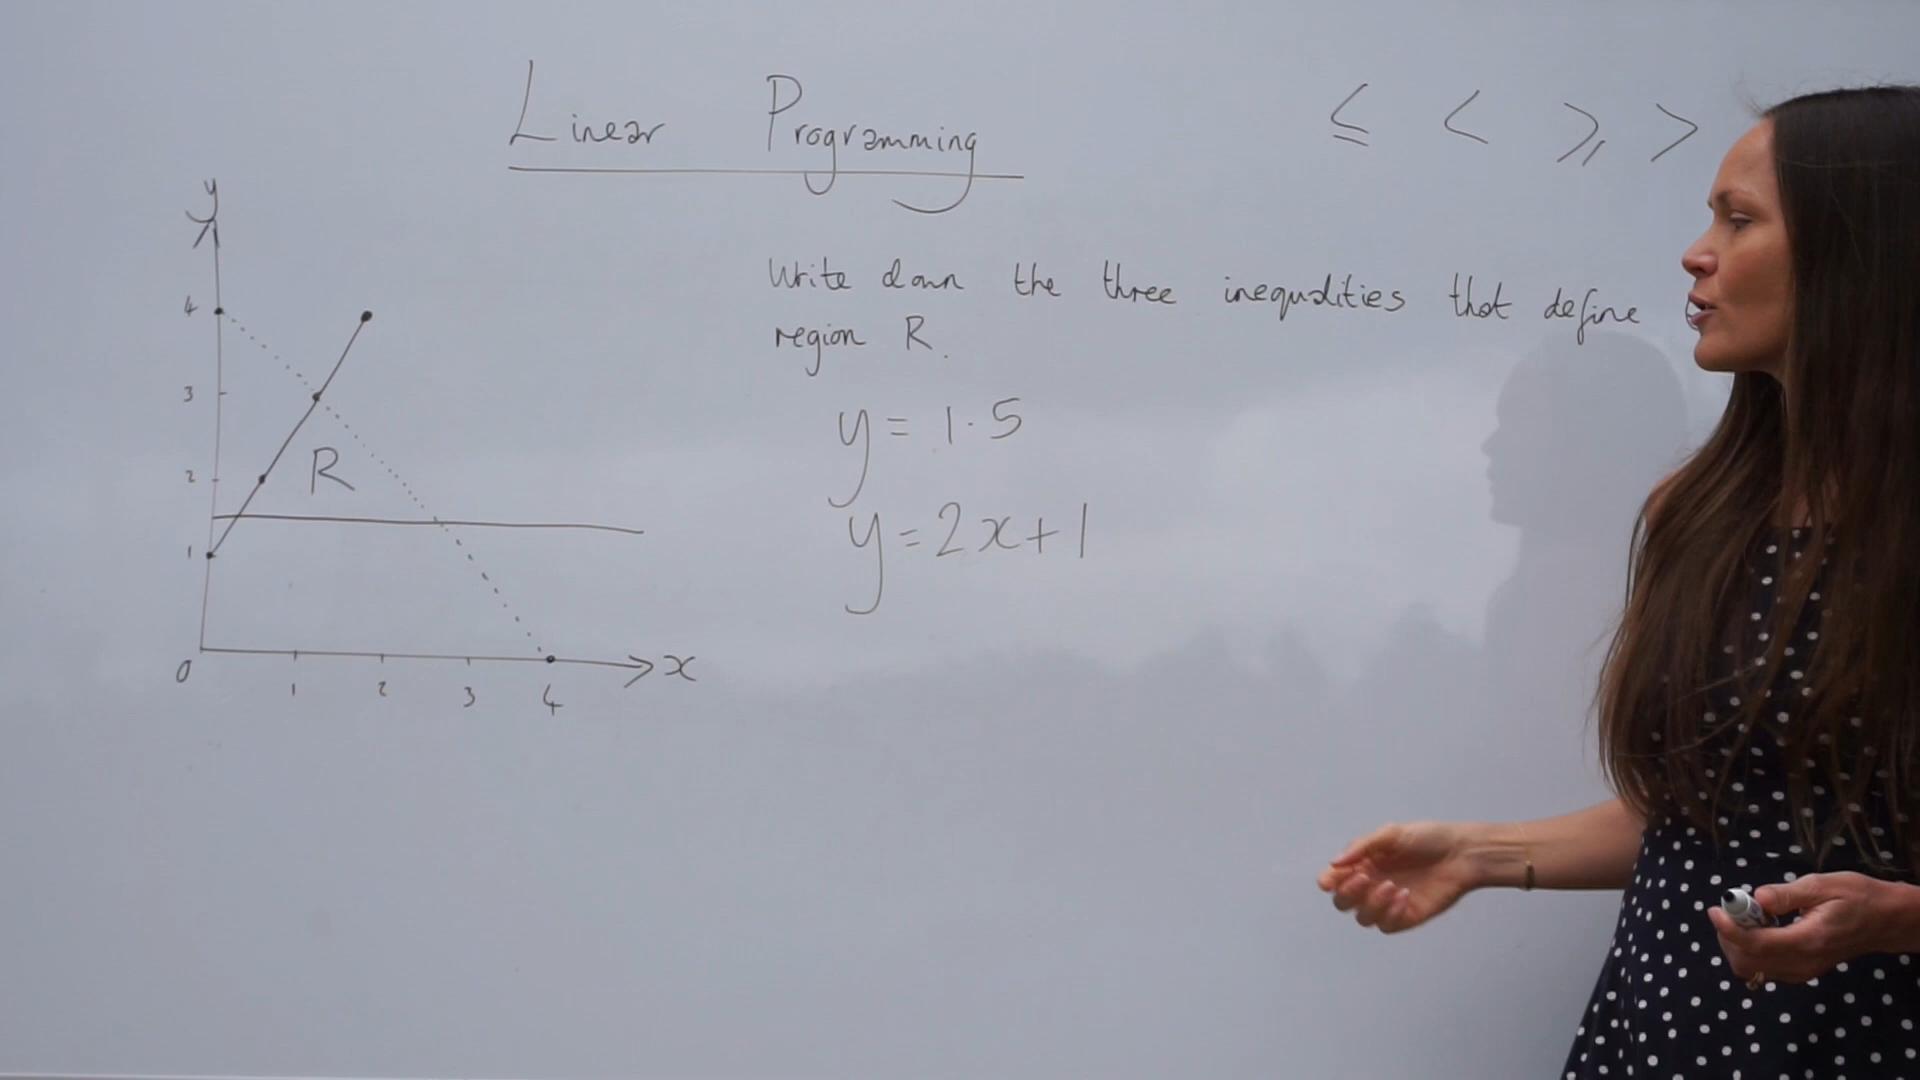 Linear Programming
≤ < ⩾ >
y
4
3
R
2
1
0
1 2 3 4
x
Write down the three inequalities that define
region R.
y = 1.5
y = 2x + 1